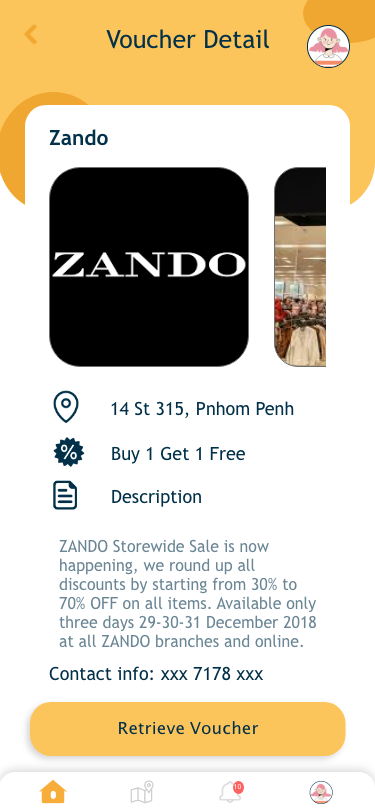 Voucher Detail
Zando
ZANDO
14 St 315, Pnhom Penh
Buy 1 Get 1 Free
Description
ZANDO Storewide Sale is now
happening, we round up all
discounts by starting from 30% to
70% OFF on all items. Available only
three days 29-30-31 December 2018
at all ZANDO branches and online.
Contact info: xxx 7178 xxx
Retrieve Voucher
10